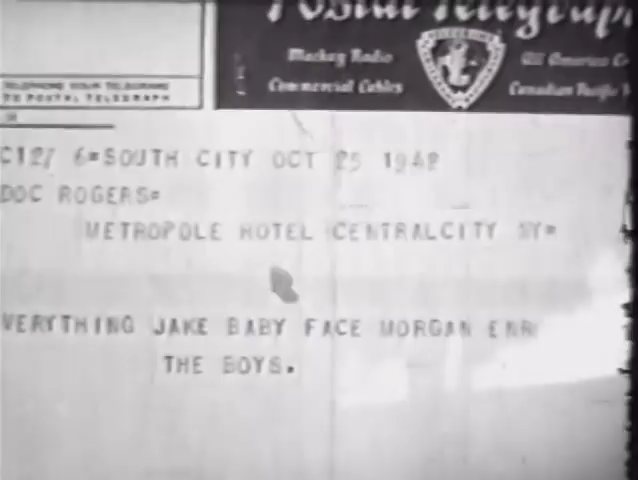 Postal Telegraph
Mackay Radio
All America
Commercial Cables
Canadian Pacific
TELEPHONE YOUR TELEGRAMS
TO POSTAL TELEGRAPH
C127 6=SOUTH CITY OCT 25 1942
DOC ROGERS=
METROPOLE HOTEL CENTRALCITY NY=
VERYTHING JAKE BABY FACE MORGAN ENR
THE BOYS.